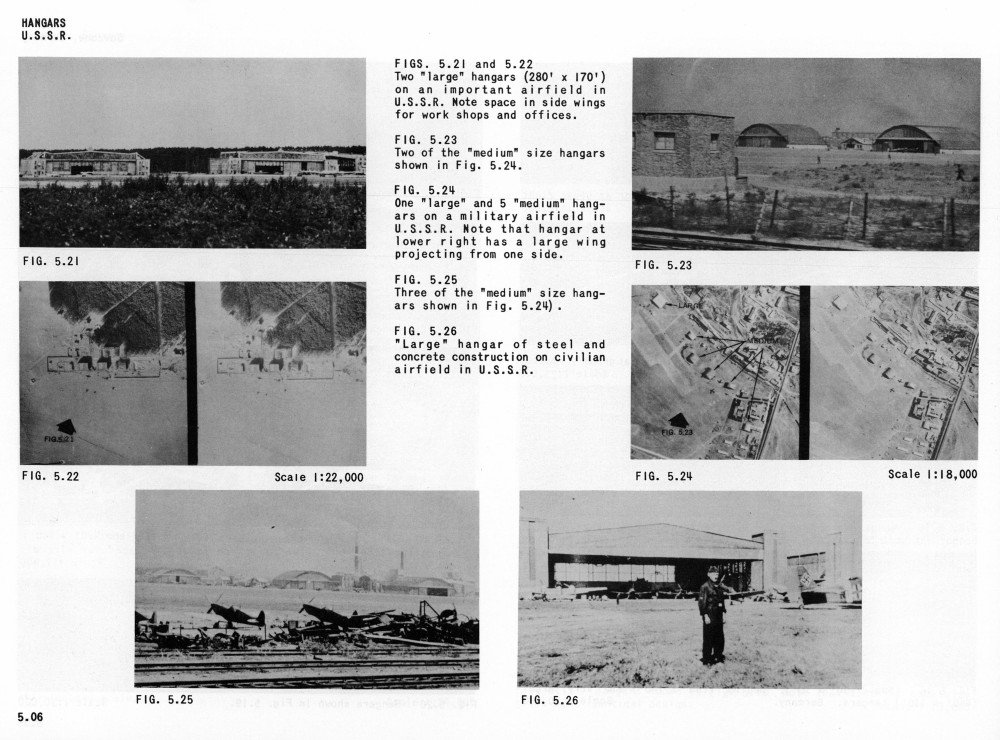 HANGARS
U.S.S.R.
FIGS. 5.21 and 5.22
Two "large" hangars (280' x 170')
on an important airfield in
U.S.S.R. Note space in side wings
for work shops and offices.
FIG. 5.23
Two of the "medium" size hangars
shown in Fig. 5.24.
FIG. 5.24
One "large" and 5 "medium" hang-
ars on a military airfield in
U.S.S.R. Note that hangar at
lower right has a large wing
projecting from one side.
FIG. 5.25
Three of the "medium" size hang-
ars shown in Fig. 5.24).
FIG. 5.26
"Large" hangar of steel and
concrete construction on civilian
airfield in U.S.S.R.
FIG. 5.21
FIG. 5.23
LARGE
MEDIUM
FIG. 5.23
FIG. 5.22
Scale 1:22,000
FIG. 5.24
Scale 1:18,000
FIG. 5.25
FIG. 5.26
5.06